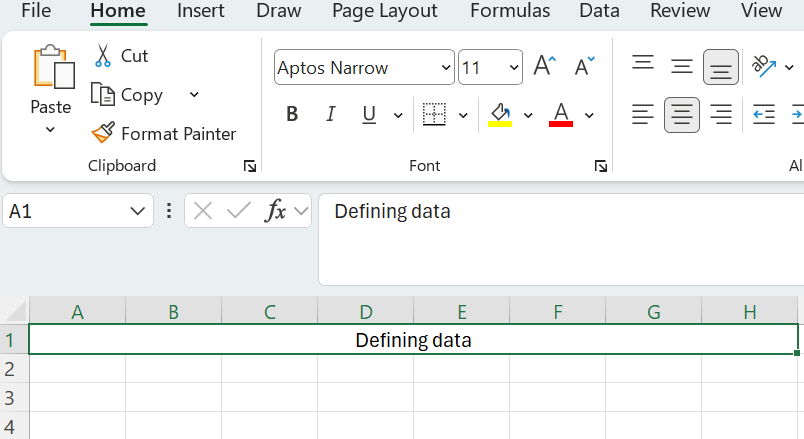 File Home Insert Draw Page Layout Formulas Data Review View
Cut
Copy
Paste
Format Painter
Clipboard
Aptos Narrow 11 A A
B I U A
Font
Al
A1 fx Defining data
A B C D E F G H
1 Defining data
2
3
4